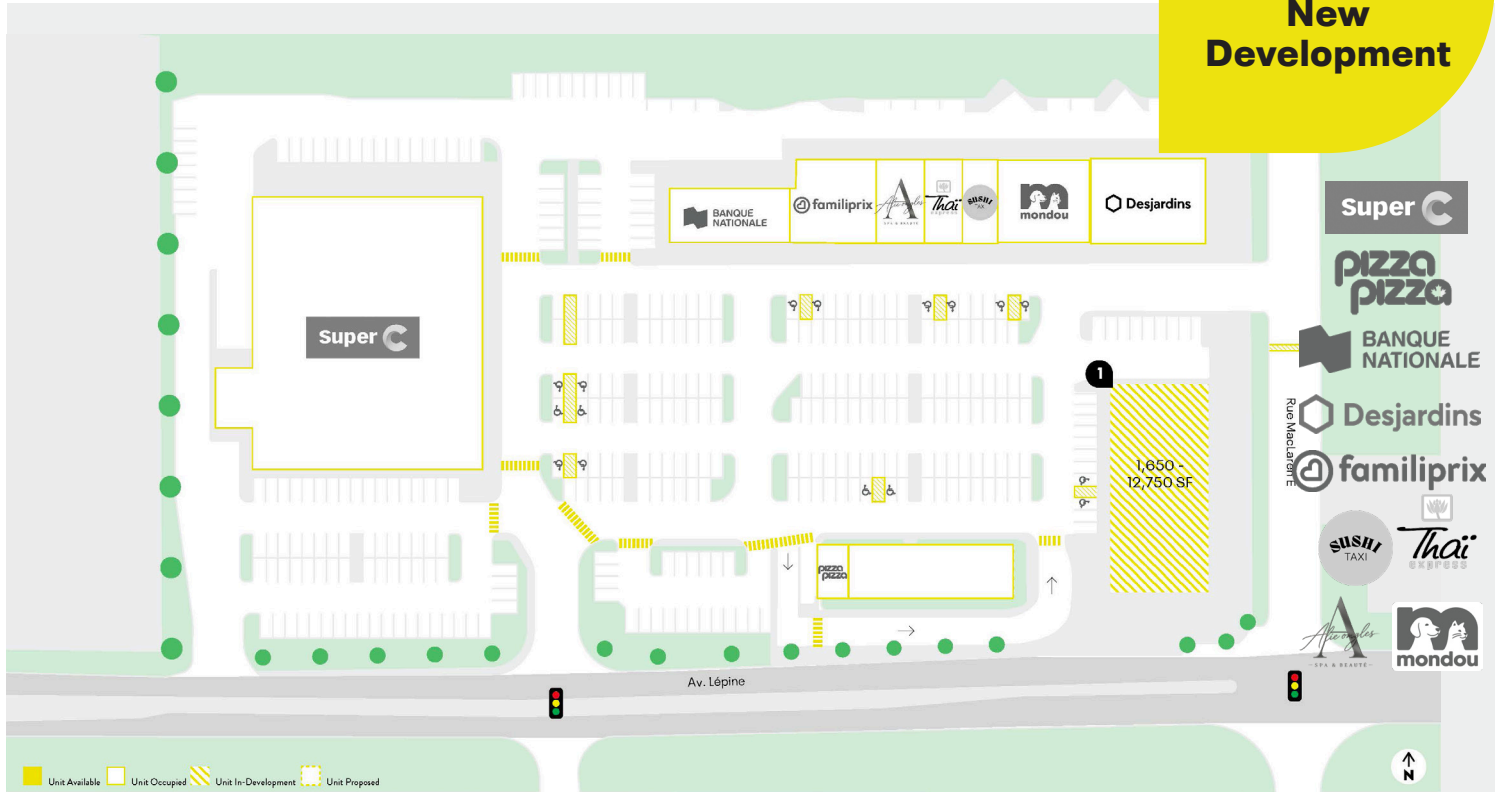 New
Development
BANQUE
NATIONALE
familiprix
Thaï
express
SUSHI
TAXI
mondou
Desjardins
Super C
Super C
pizza
pizza
BANQUE
NATIONALE
Desjardins
familiprix
Rue MacLaren E
1
1,650 -
12,750 SF
SUSHI
TAXI
Thaï
express
pizza
pizza
A
SPA & BEAUTÉ
mondou
Av. Lépine
Unit Available Unit Occupied Unit In-Development Unit Proposed
N